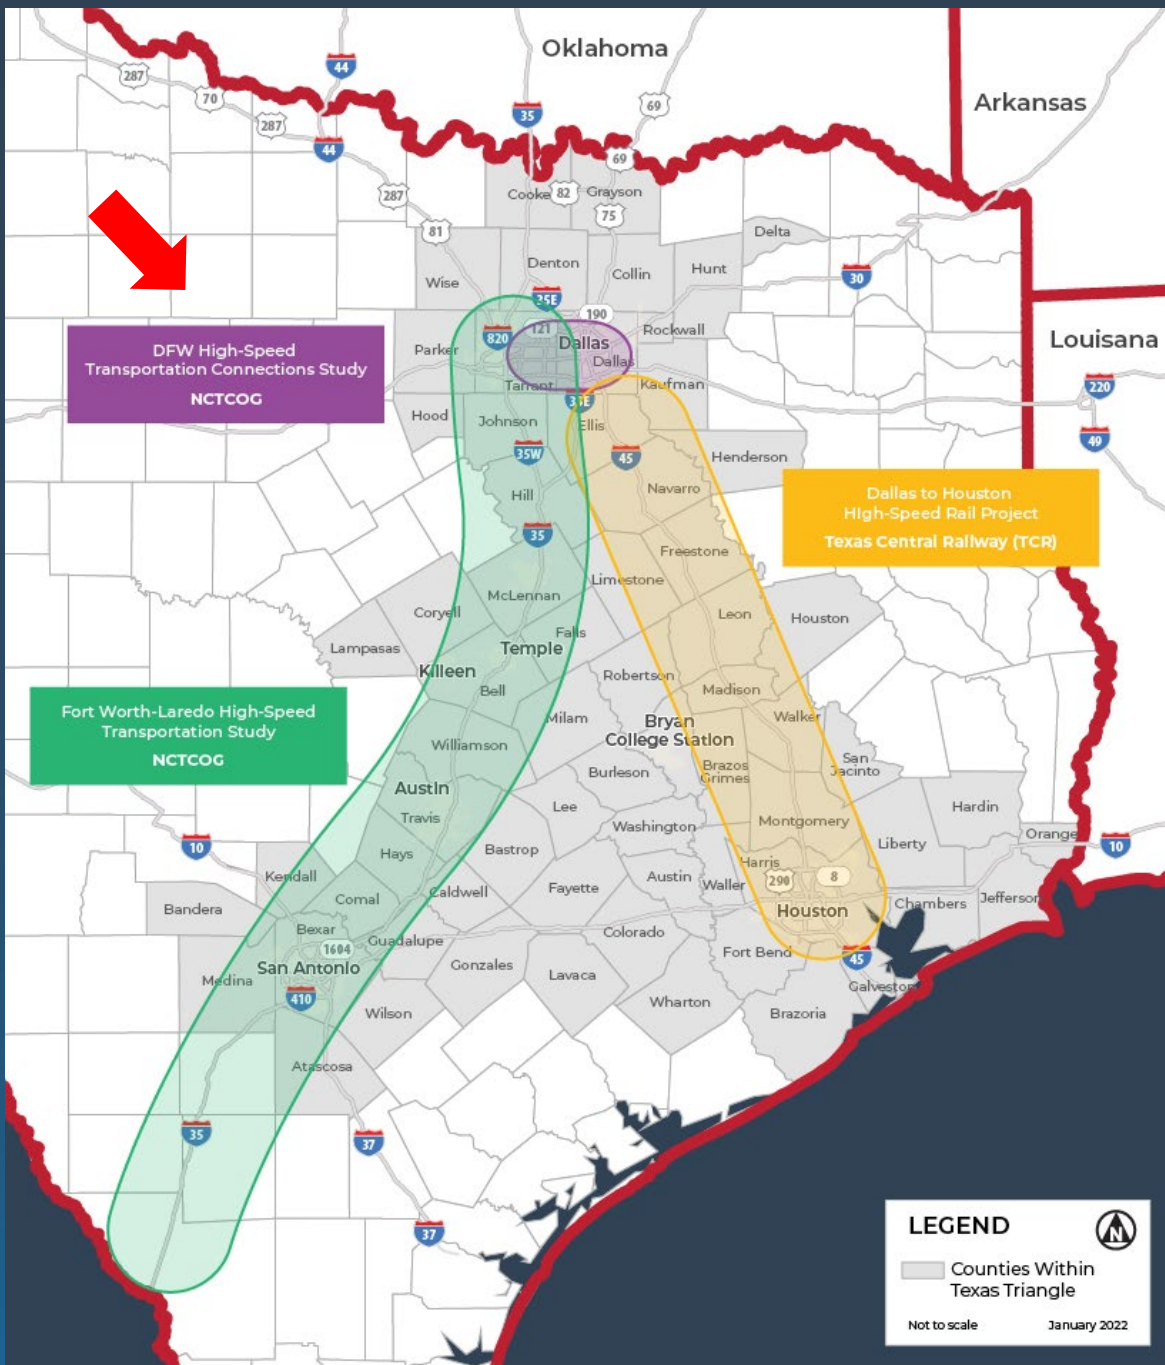 Oklahoma
Arkansas
Louisiana
287
70
287
44
44
35
69
69
82
75
287
81
Cooke
Grayson
Delta
Denton
Collin
Hunt
Wise
30
35E
190
121
820
Dallas
Dallas
Rockwall
Parker
Tarrant
Kaufman
220
49
DFW High-Speed
Transportation Connections Study
NCTCOG
35E
Hood
Johnson
Ellis
35W
45
Henderson
Hill
Navarro
35
Dallas to Houston
High-Speed Rail Project
Texas Central Railway (TCR)
Freestone
Limestone
McLennan
Coryell
Leon
Houston
Falls
Lampasas
Temple
Killeen
Robertson
Bell
Madison
Fort Worth-Laredo High-Speed
Transportation Study
NCTCOG
Milam
Bryan
College Station
Walker
Williamson
San
Jacinto
Brazos
Grimes
Burleson
Austin
Travis
Lee
Hardin
Washington
Montgomery
Orange
10
10
Liberty
Hays
Bastrop
Harris
290
8
Kendall
Austin
Waller
Caldwell
Fayette
Comal
Bandera
Houston
Chambers
Jefferson
Bexar
1604
Guadalupe
Colorado
Fort Bend
45
San Antonio
Gonzales
Lavaca
Medina
410
Galveston
Wharton
Wilson
Brazoria
Atascosa
35
37
37
LEGEND
N
Counties Within
Texas Triangle
Not to scale
January 2022